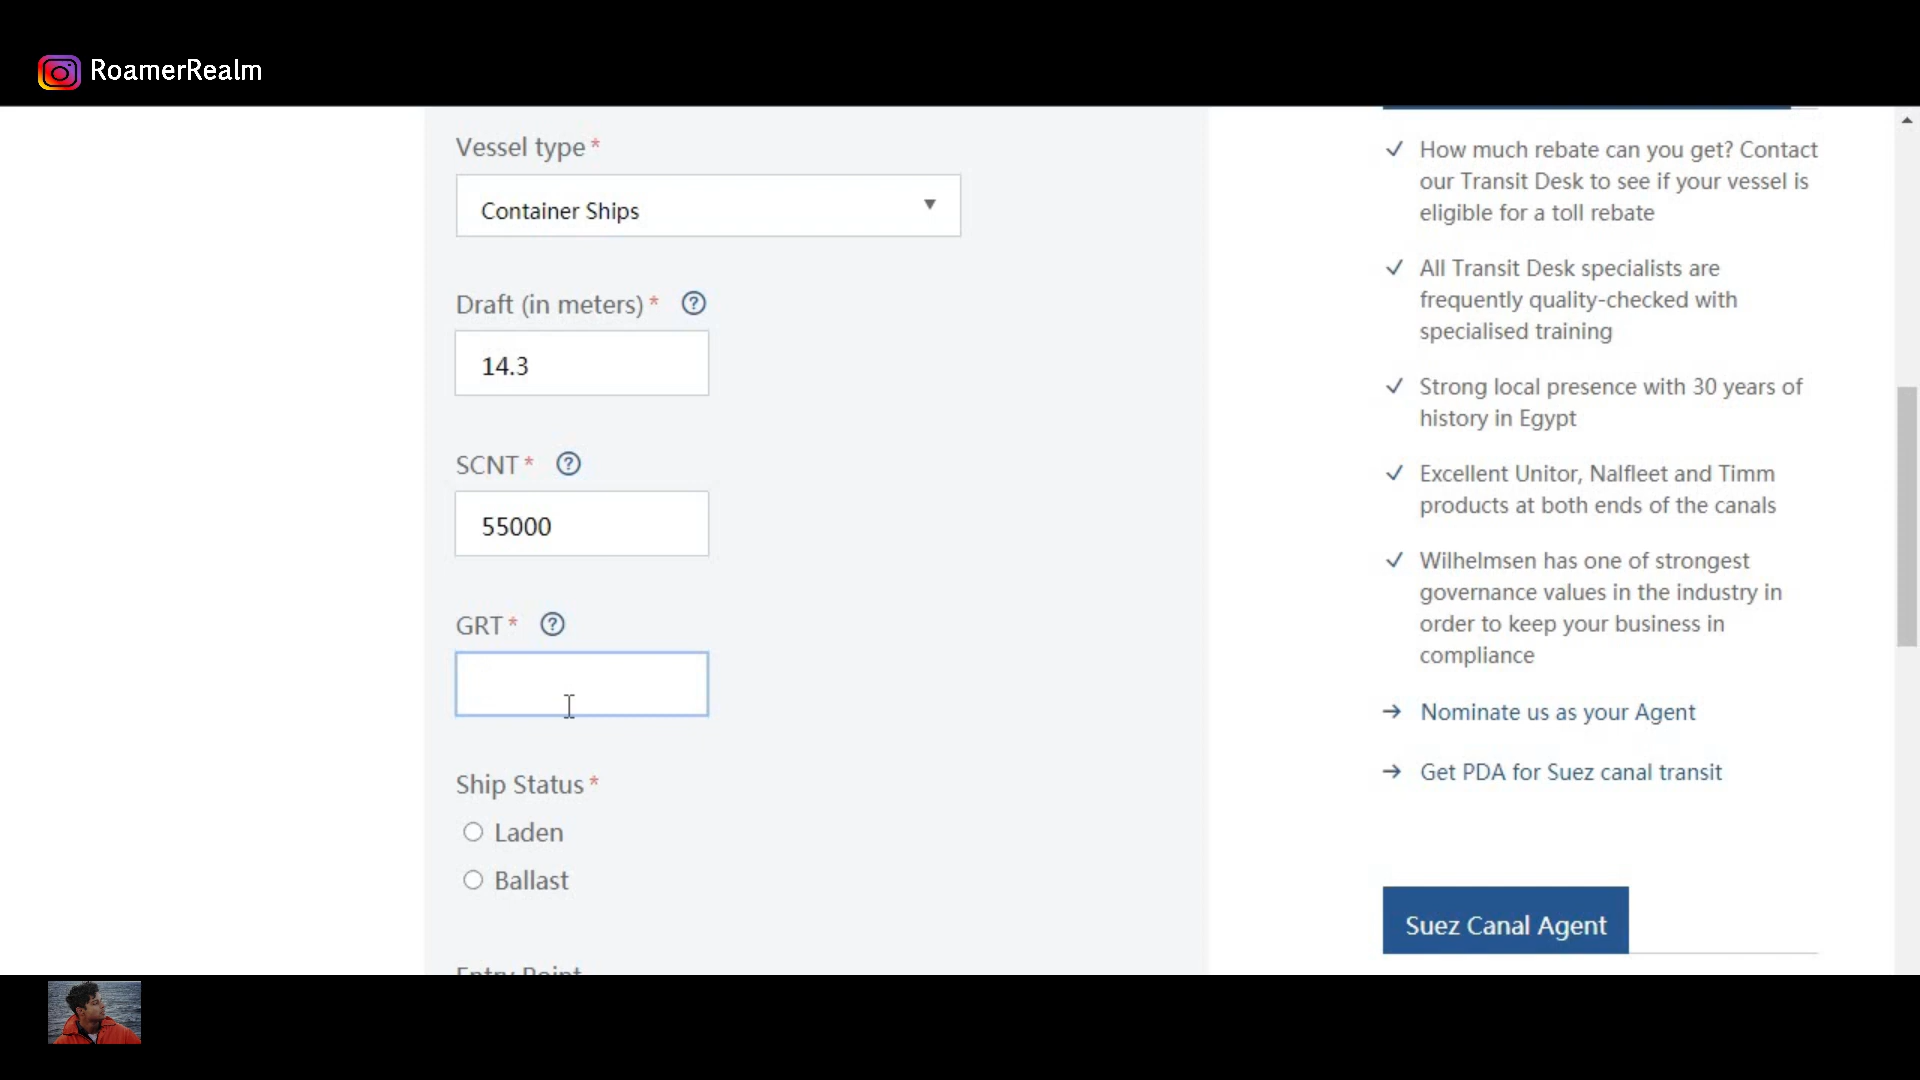 RoamerRealm
Vessel type *
Container Ships
Draft (in meters) * ?
14.3
SCNT * ?
55000
GRT * ?
Ship Status *
Laden
Ballast
Entry Point
How much rebate can you get? Contact
our Transit Desk to see if your vessel is
eligible for a toll rebate
All Transit Desk specialists are
frequently quality-checked with
specialised training
Strong local presence with 30 years of
history in Egypt
Excellent Unitor, Nalfleet and Timm
products at both ends of the canals
Wilhelmsen has one of strongest
governance values in the industry in
order to keep your business in
compliance
Nominate us as your Agent
Get PDA for Suez canal transit
Suez Canal Agent